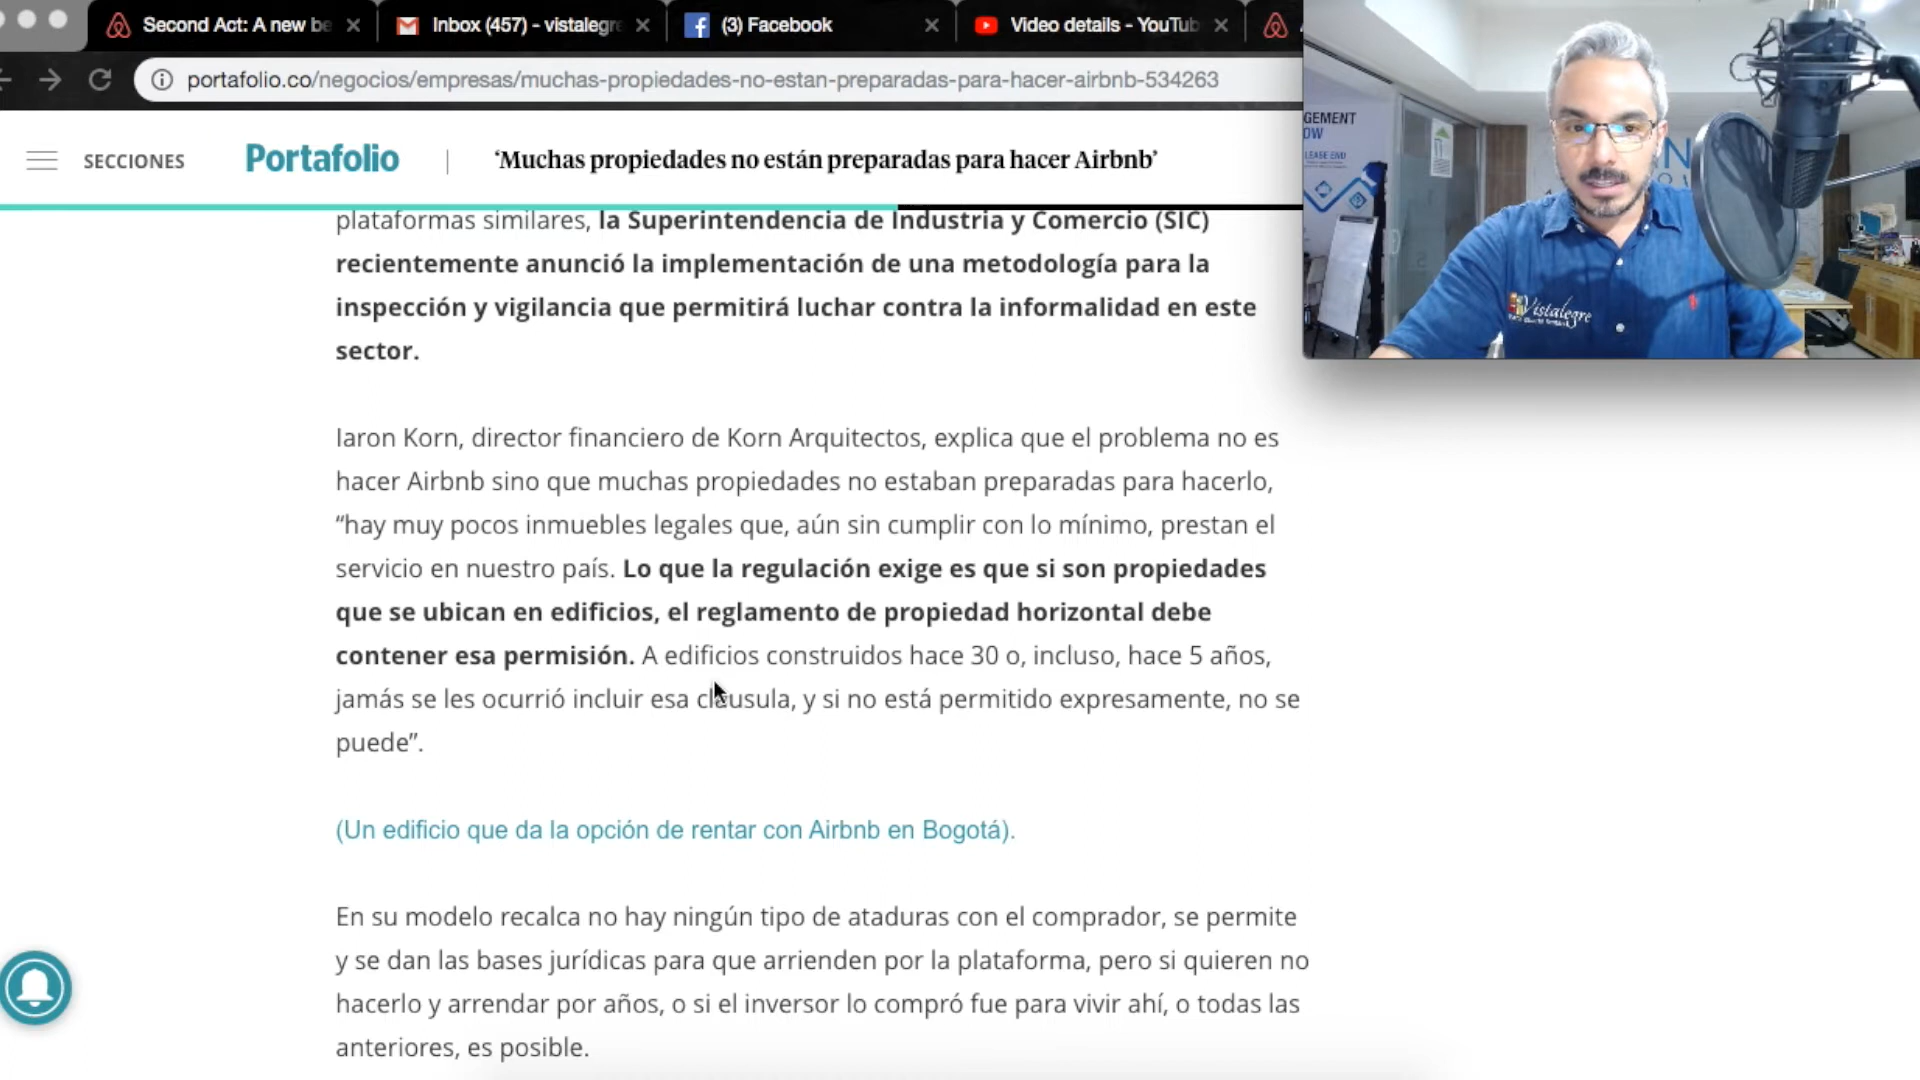 Second Act: A new be
Inbox (457) - vistalegre
(3) Facebook
Video details - YouTub
portafolio.co/negocios/empresas/muchas-propiedades-no-estan-preparadas-para-hacer-airbnb-534263
SECCIONES
Portafolio
'Muchas propiedades no están preparadas para hacer Airbnb'
GEMENT
OW
LEASE END
N
Vistalegre
plataformas similares, la Superintendencia de Industria y Comercio (SIC)
recientemente anunció la implementación de una metodología para la
inspección y vigilancia que permitirá luchar contra la informalidad en este
sector.
Iaron Korn, director financiero de Korn Arquitectos, explica que el problema no es
hacer Airbnb sino que muchas propiedades no estaban preparadas para hacerlo,
“hay muy pocos inmuebles legales que, aún sin cumplir con lo mínimo, prestan el
servicio en nuestro país. Lo que la regulación exige es que si son propiedades
que se ubican en edificios, el reglamento de propiedad horizontal debe
contener esa permisión. A edificios construidos hace 30 o, incluso, hace 5 años,
jamás se les ocurrió incluir esa cláusula, y si no está permitido expresamente, no se
puede”.
(Un edificio que da la opción de rentar con Airbnb en Bogotá).
En su modelo recalca no hay ningún tipo de ataduras con el comprador, se permite
y se dan las bases jurídicas para que arrienden por la plataforma, pero si quieren no
hacerlo y arrendar por años, o si el inversor lo compró fue para vivir ahí, o todas las
anteriores, es posible.